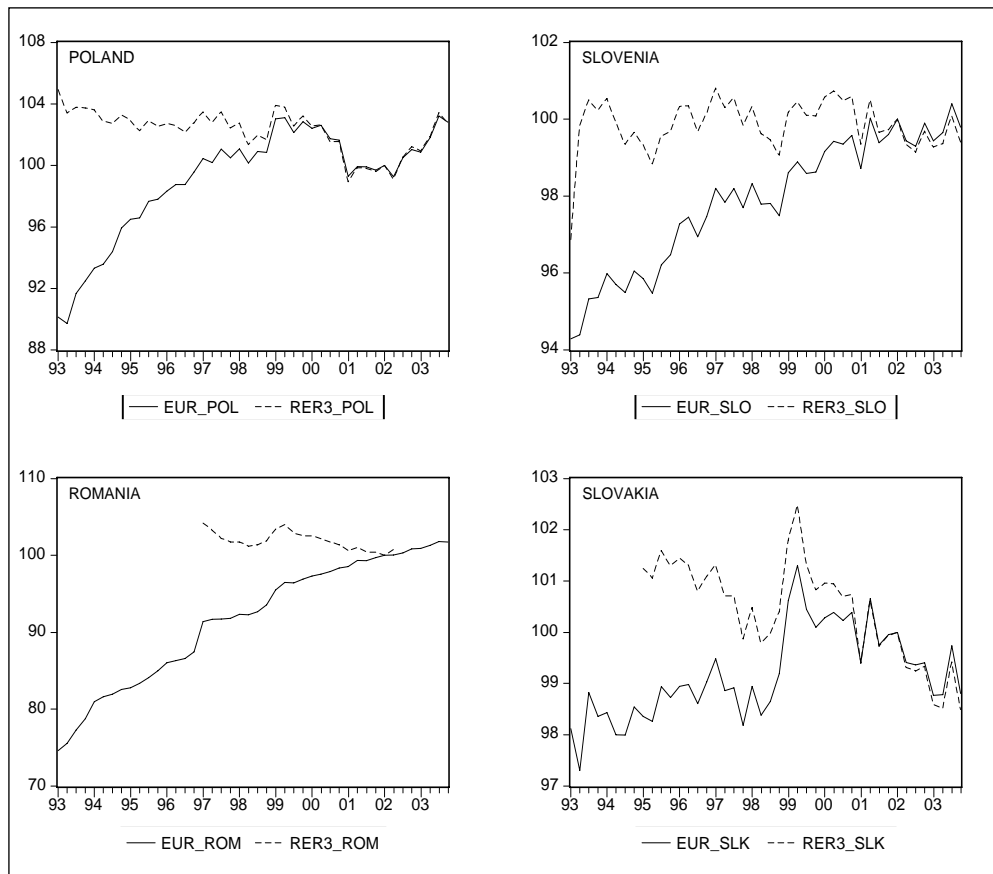 POLAND
108
104
100
96
92
88
93 94 95 96 97 98 99 00 01 02 03
EUR_POL RER3_POL
SLOVENIA
102
100
98
96
94
93 94 95 96 97 98 99 00 01 02 03
EUR_SLO RER3_SLO
ROMANIA
110
100
90
80
70
93 94 95 96 97 98 99 00 01 02 03
EUR_ROM RER3_ROM
SLOVAKIA
103
102
101
100
99
98
97
93 94 95 96 97 98 99 00 01 02 03
EUR_SLK RER3_SLK